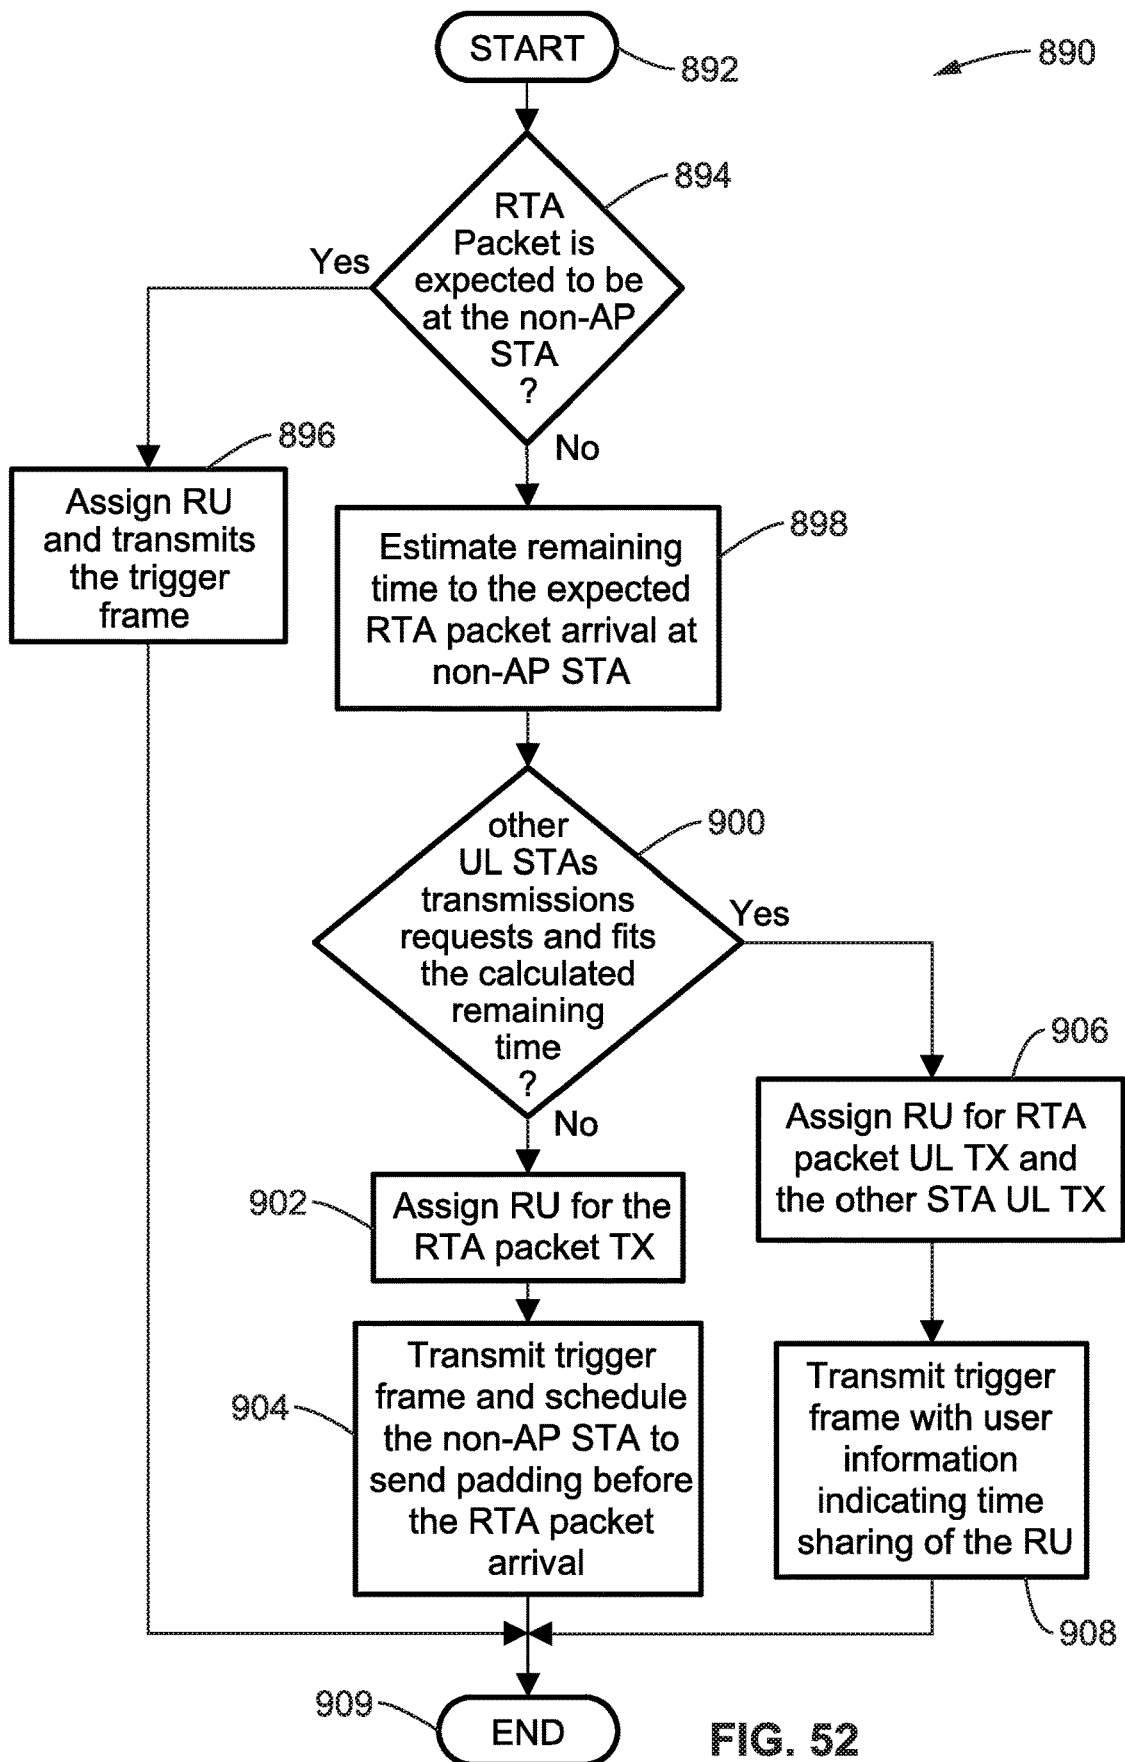 START
892
890
894
RTA
Packet is
expected to be
at the non-AP
STA
?
Yes
No
896
Assign RU
and transmits
the trigger
frame
898
Estimate remaining
time to the expected
RTA packet arrival at
non-AP STA
900
other
UL STAs
transmissions
requests and fits
the calculated
remaining
time
?
Yes
No
906
Assign RU for RTA
packet UL TX and
the other STA UL TX
902
Assign RU for the
RTA packet TX
904
Transmit trigger
frame and schedule
the non-AP STA to
send padding before
the RTA packet
arrival
Transmit trigger
frame with user
information
indicating time
sharing of the RU
908
909
END
FIG. 52